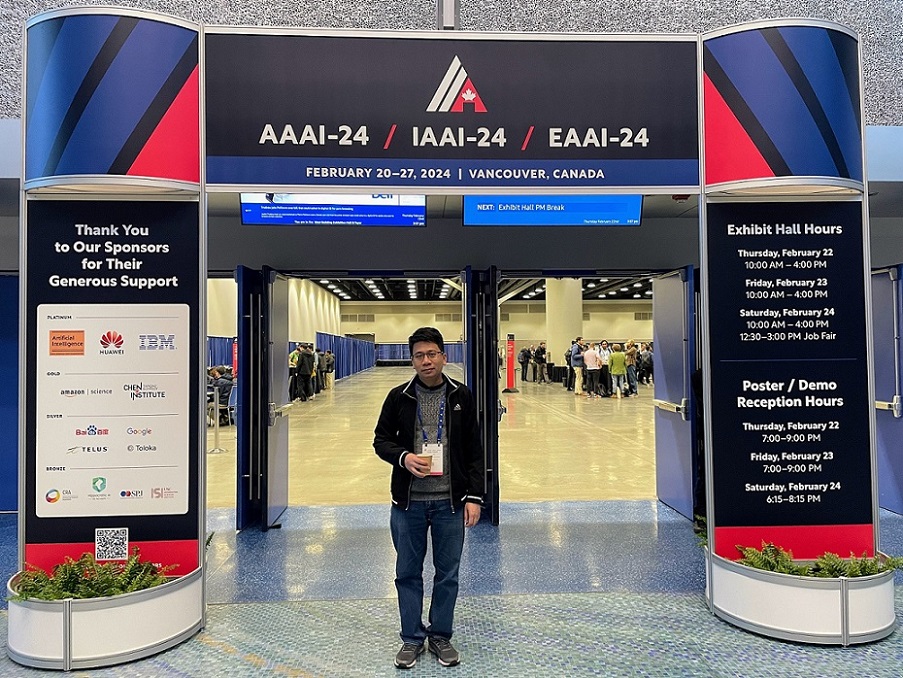 AAAI-24 / IAAI-24 / EAAI-24
FEBRUARY 20–27, 2024 | VANCOUVER, CANADA
NEXT: Exhibit Hall PM Break
Thank You
to Our Sponsors
for Their
Generous Support
PLATINUM
Artificial
Intelligence
HUAWEI
IBM
GOLD
amazon | science
CHEN
INSTITUTE
SILVER
Bai百度
Google
TELUS
Toloka
BRONZE
Exhibit Hall Hours
Thursday, February 22
10:00 AM – 4:00 PM
Friday, February 23
10:00 AM – 4:00 PM
Saturday, February 24
10:00 AM – 4:00 PM
12:30–3:00 PM Job Fair
Poster / Demo
Reception Hours
Thursday, February 22
7:00–9:00 PM
Friday, February 23
7:00–9:00 PM
Saturday, February 24
6:15–8:15 PM